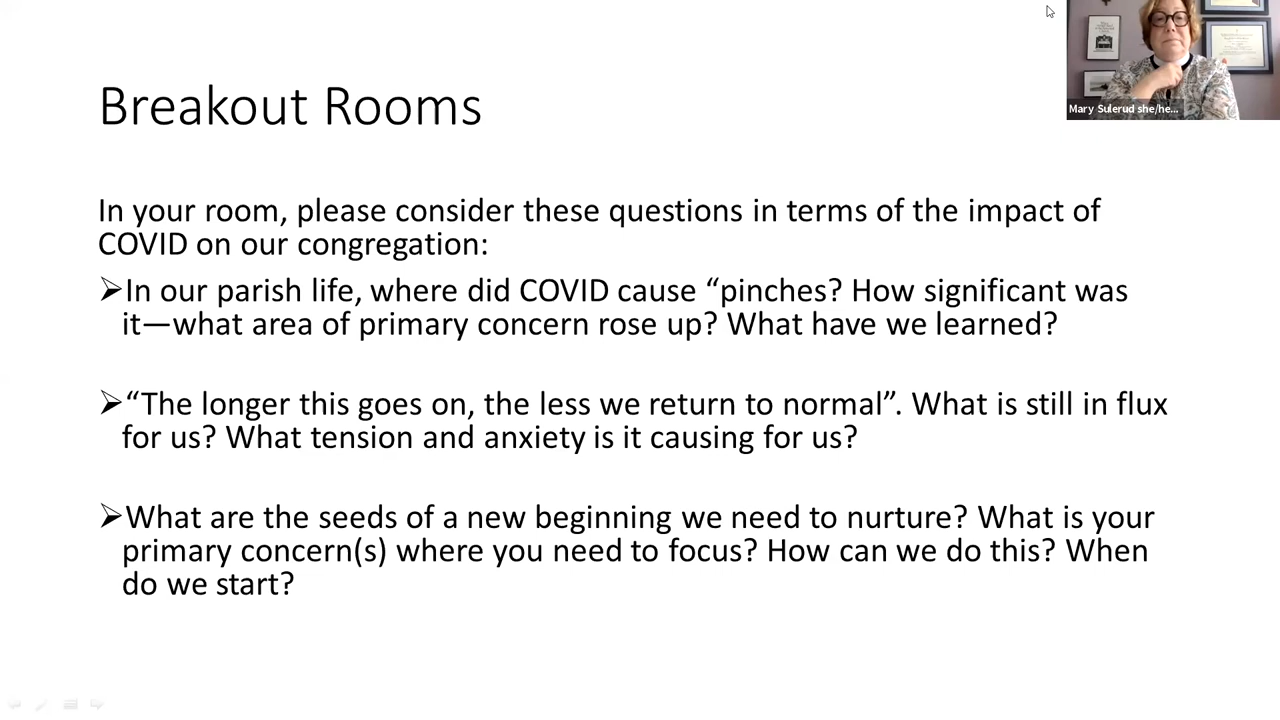 Mary Sulerud she/he...
Breakout Rooms
In your room, please consider these questions in terms of the impact of
COVID on our congregation:
➢In our parish life, where did COVID cause “pinches? How significant was
it—what area of primary concern rose up? What have we learned?
➢“The longer this goes on, the less we return to normal”. What is still in flux
for us? What tension and anxiety is it causing for us?
➢What are the seeds of a new beginning we need to nurture? What is your
primary concern(s) where you need to focus? How can we do this? When
do we start?